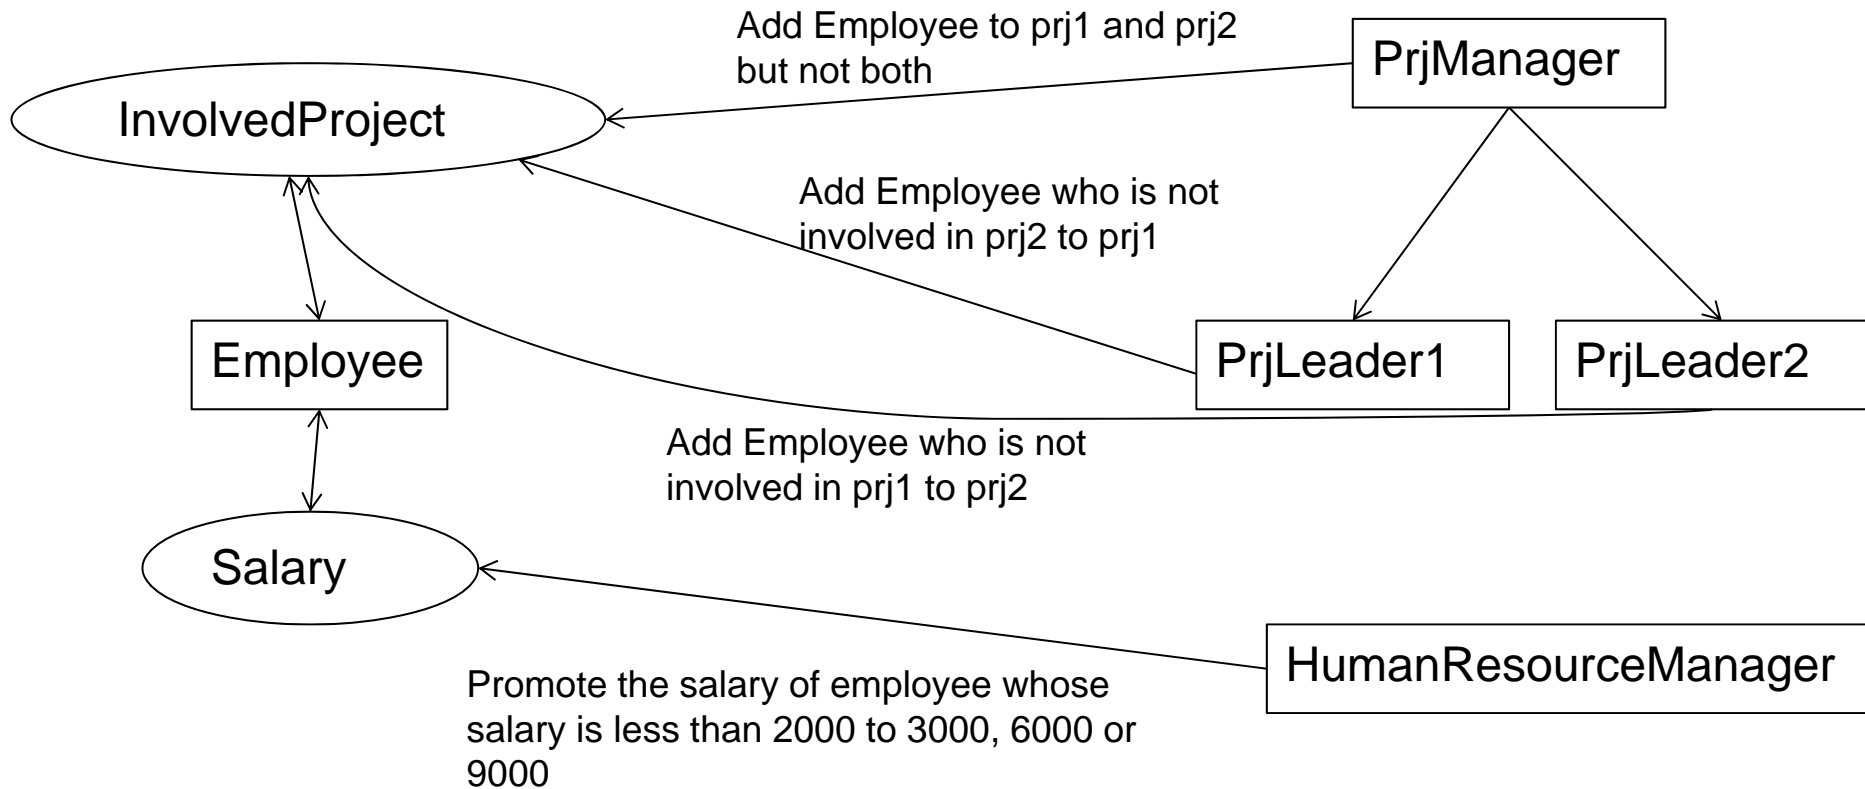 Add Employee to prj1 and prj2
but not both
PrjManager
InvolvedProject
Add Employee who is not
involved in prj2 to prj1
Employee
PrjLeader1
PrjLeader2
Add Employee who is not
involved in prj1 to prj2
Salary
HumanResourceManager
Promote the salary of employee whose
salary is less than 2000 to 3000, 6000 or
9000